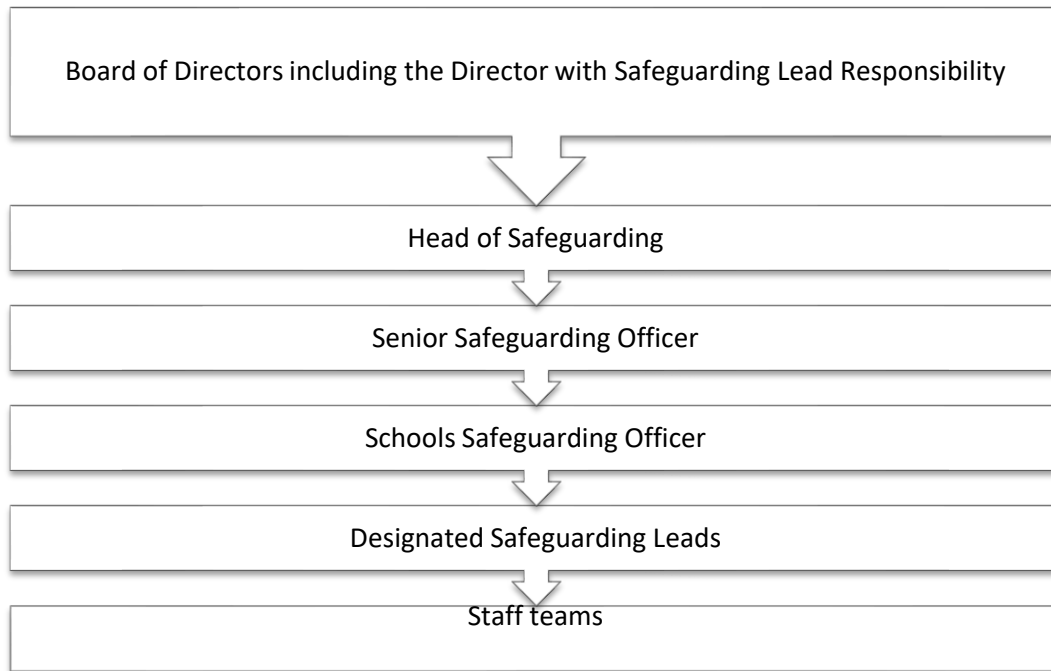 Board of Directors including the Director with Safeguarding Lead Responsibility
Head of Safeguarding
Senior Safeguarding Officer
Schools Safeguarding Officer
Designated Safeguarding Leads
Staff teams